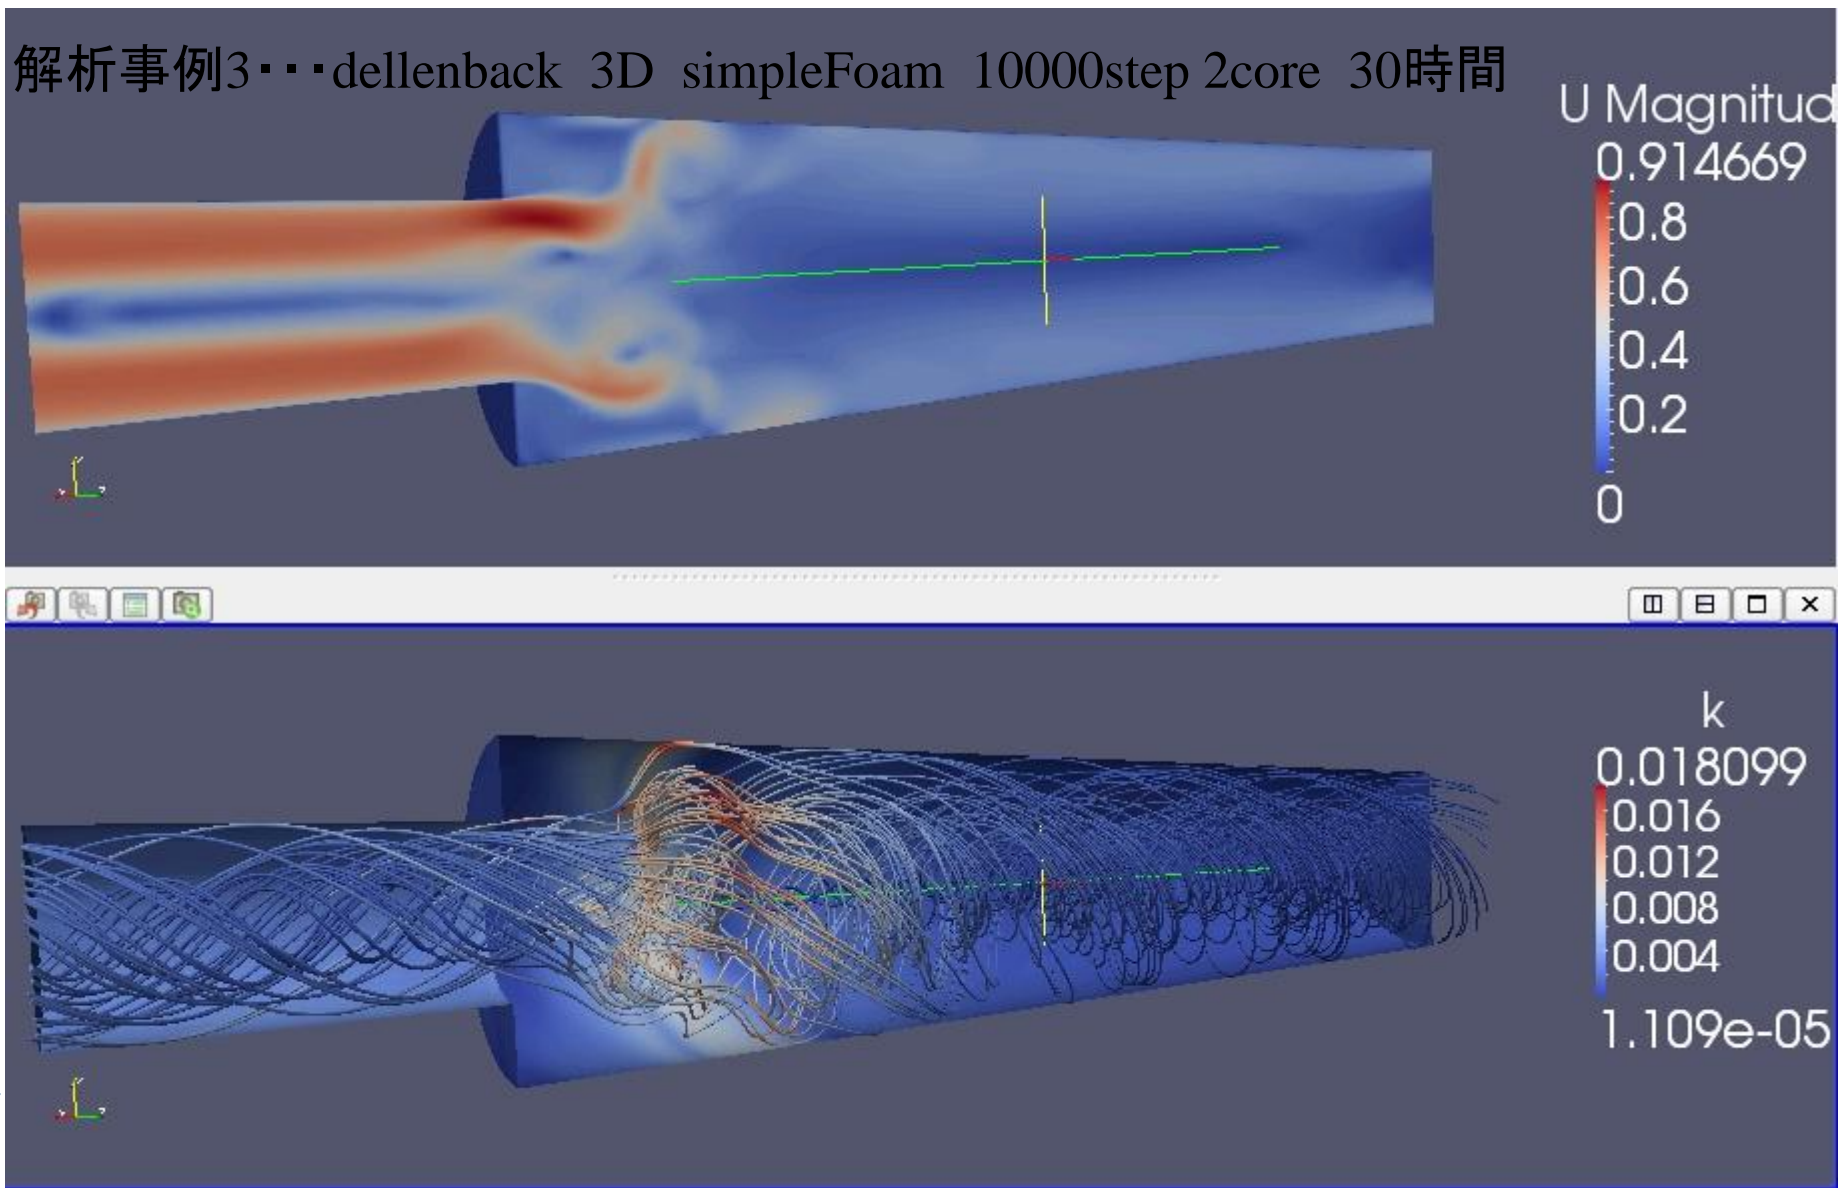 解析事例3･･･dellenback 3D simpleFoam 10000step 2core 30時間
U Magnitud
0.914669
0.8
0.6
0.4
0.2
0
k
0.018099
0.016
0.012
0.008
0.004
1.109e-05